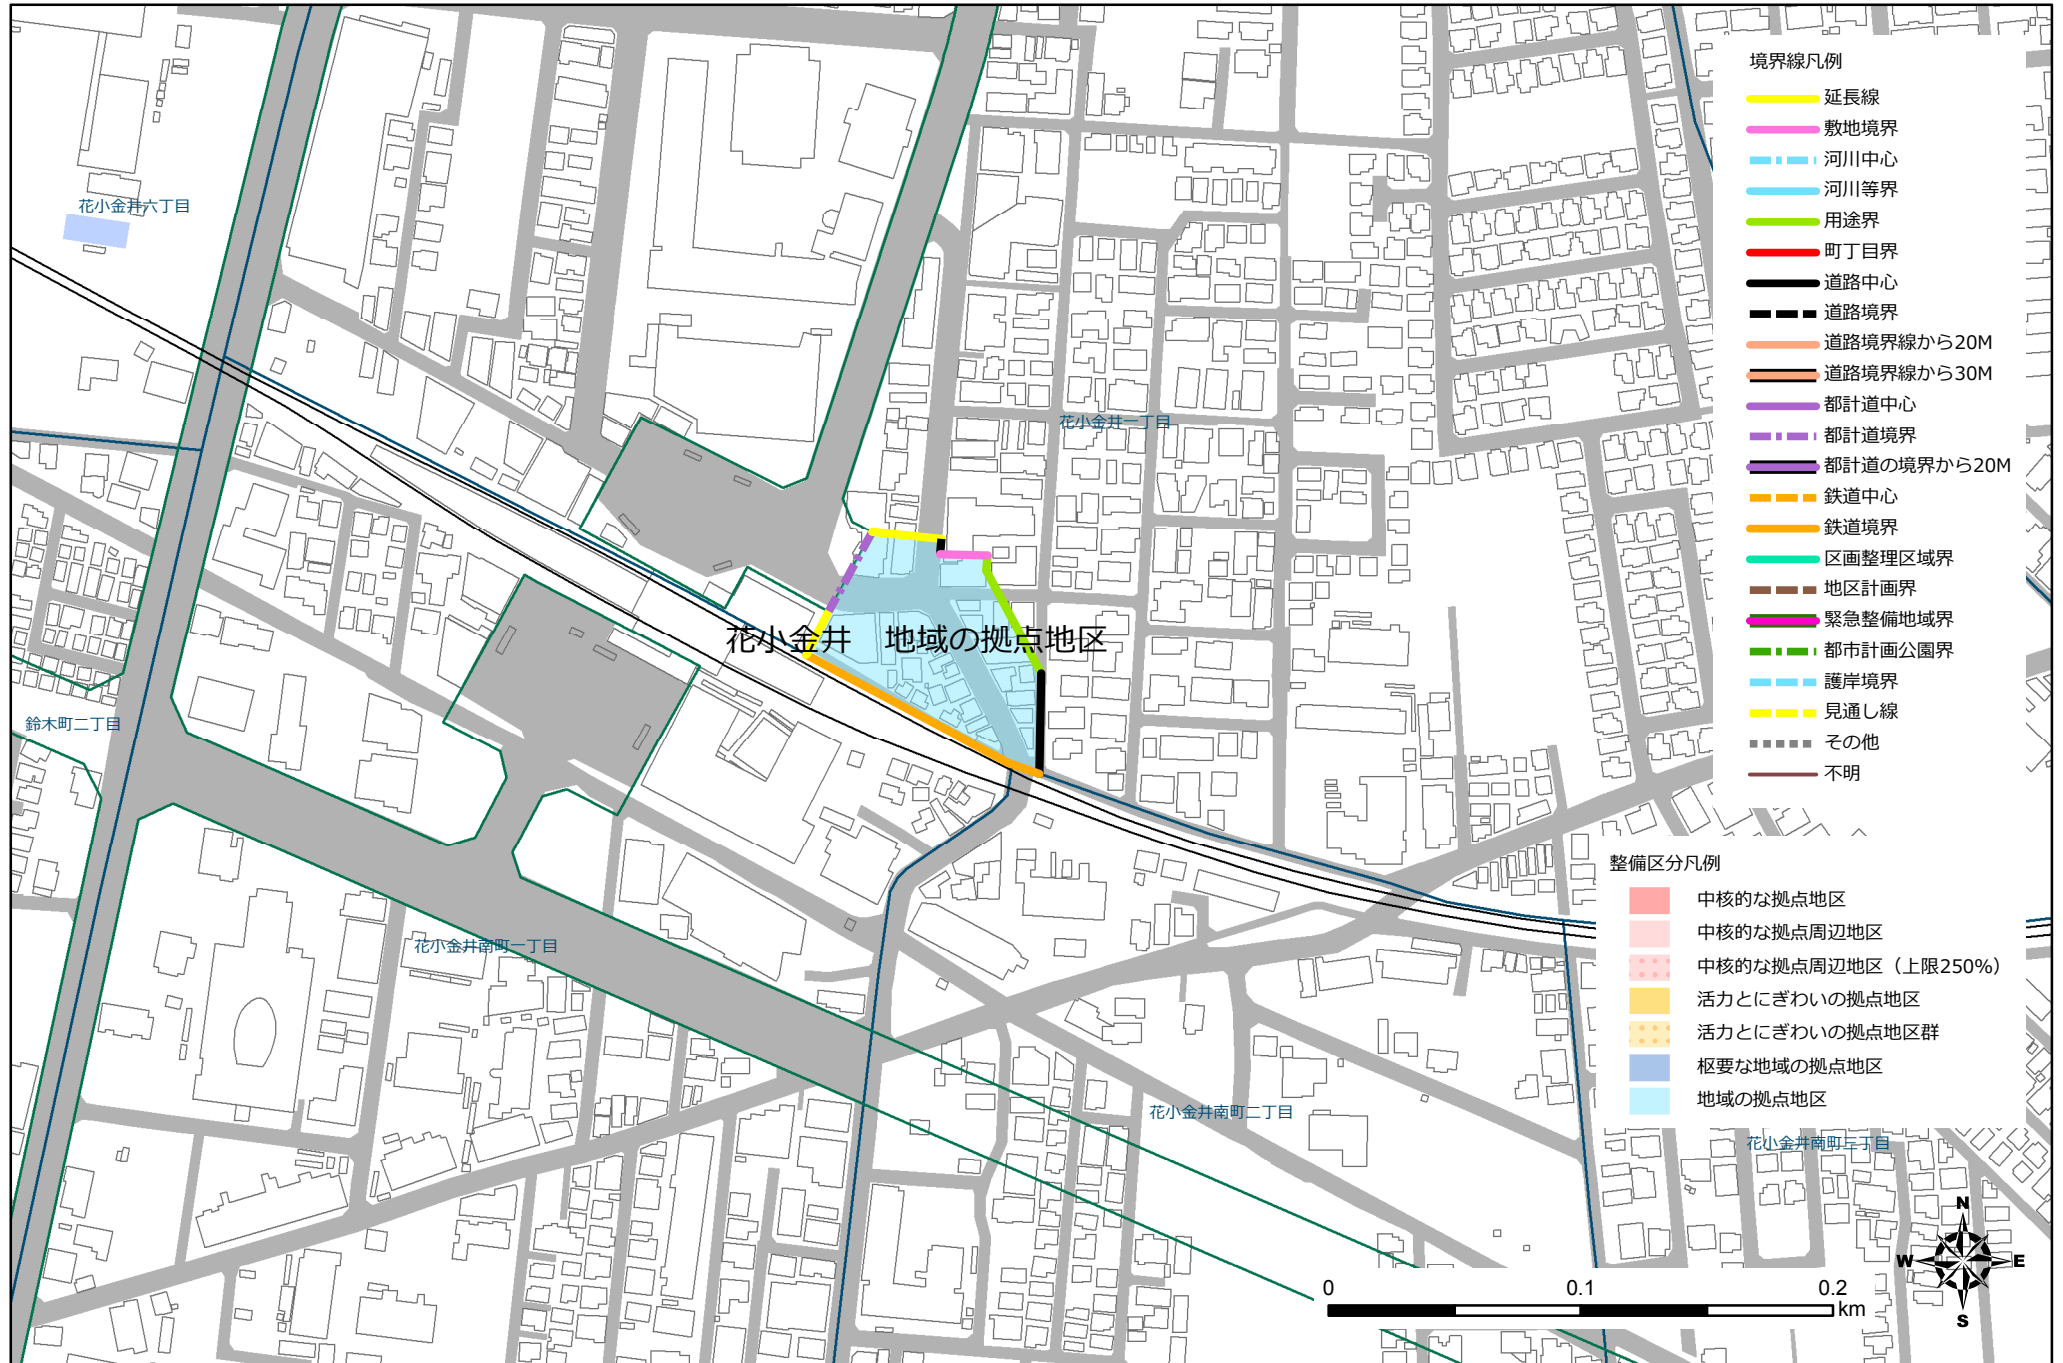 境界線凡例
延長線
敷地境界
河川中心
河川等界
用途界
町丁目界
道路中心
道路境界
道路境界線から20M
道路境界線から30M
都計道中心
都計道境界
都計道の境界から20M
鉄道中心
鉄道境界
区画整理区域界
地区計画界
緊急整備地域界
都市計画公園界
護岸境界
見通し線
その他
不明
花小金井六丁目
花小金井一丁目
花小金井　地域の拠点地区
鈴木町二丁目
整備区分凡例
中核的な拠点地区
中核的な拠点周辺地区
中核的な拠点周辺地区（上限250%）
活力とにぎわいの拠点地区
活力とにぎわいの拠点地区群
枢要な地域の拠点地区
地域の拠点地区
花小金井南町一丁目
花小金井南町二丁目
花小金井南町三丁目
N
W E
S
0 0.1 0.2
km